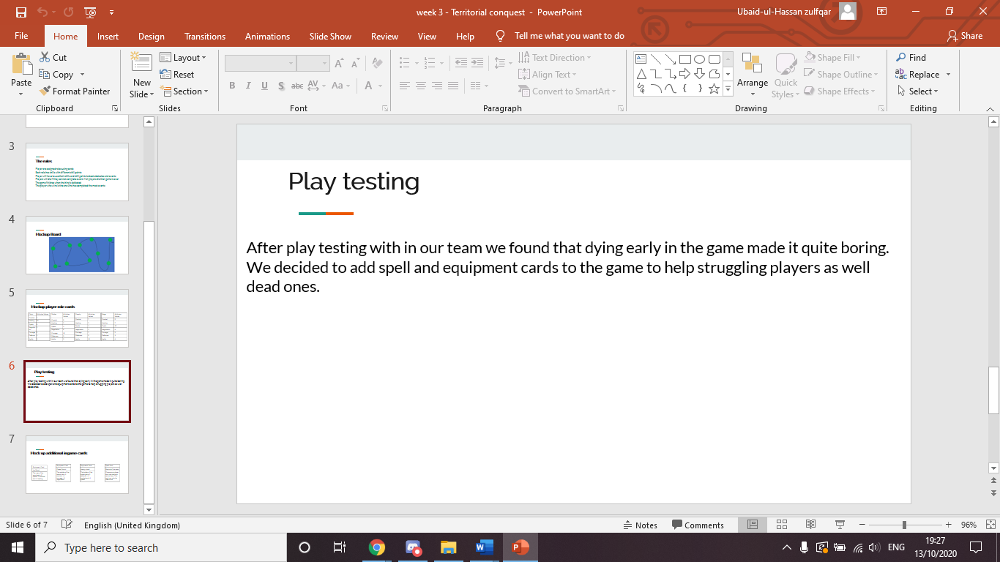 week 3 - Territorial conquest - PowerPoint
Ubaid-ul-Hassan zulfqar
File Home Insert Design Transitions Animations Slide Show Review View Help Tell me what you want to do Share
Paste
Cut
Copy
Format Painter
Clipboard
New
Slide
Layout
Reset
Section
Slides
B I U S abc AV Aa A
Font
Text Direction
Align Text
Convert to SmartArt
Paragraph
Arrange
Quick
Styles
Shape Fill
Shape Outline
Shape Effects
Drawing
Find
Replace
Select
Editing
3
The rules
4
Mockup Board
5
Mockup player role cards
6
Play testing
7
Mock up additional ingame cards
Play testing
After play testing with in our team we found that dying early in the game made it quite boring.
We decided to add spell and equipment cards to the game to help struggling players as well
dead ones.
Slide 6 of 7 English (United Kingdom) Notes Comments 96%
Type here to search
ENG
19:27
13/10/2020